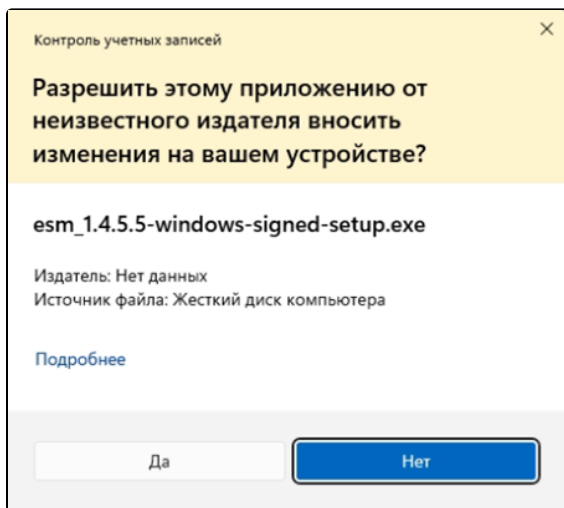 Контроль учетных записей
Разрешить этому приложению от
неизвестного издателя вносить
изменения на вашем устройстве?
esm_1.4.5.5-windows-signed-setup.exe
Издатель: Нет данных
Источник файла: Жесткий диск компьютера
Подробнее
Да
Нет